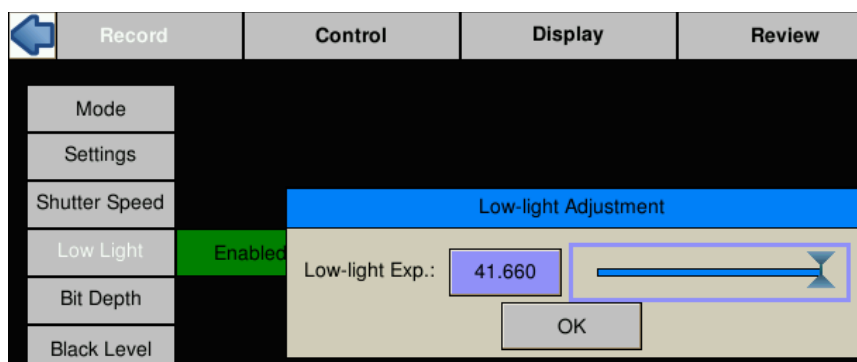 Record Control Display Review
Mode
Settings
Shutter Speed
Low-light Adjustment
Low Light Enabled
Low-light Exp.: 41.660
Bit Depth
OK
Black Level